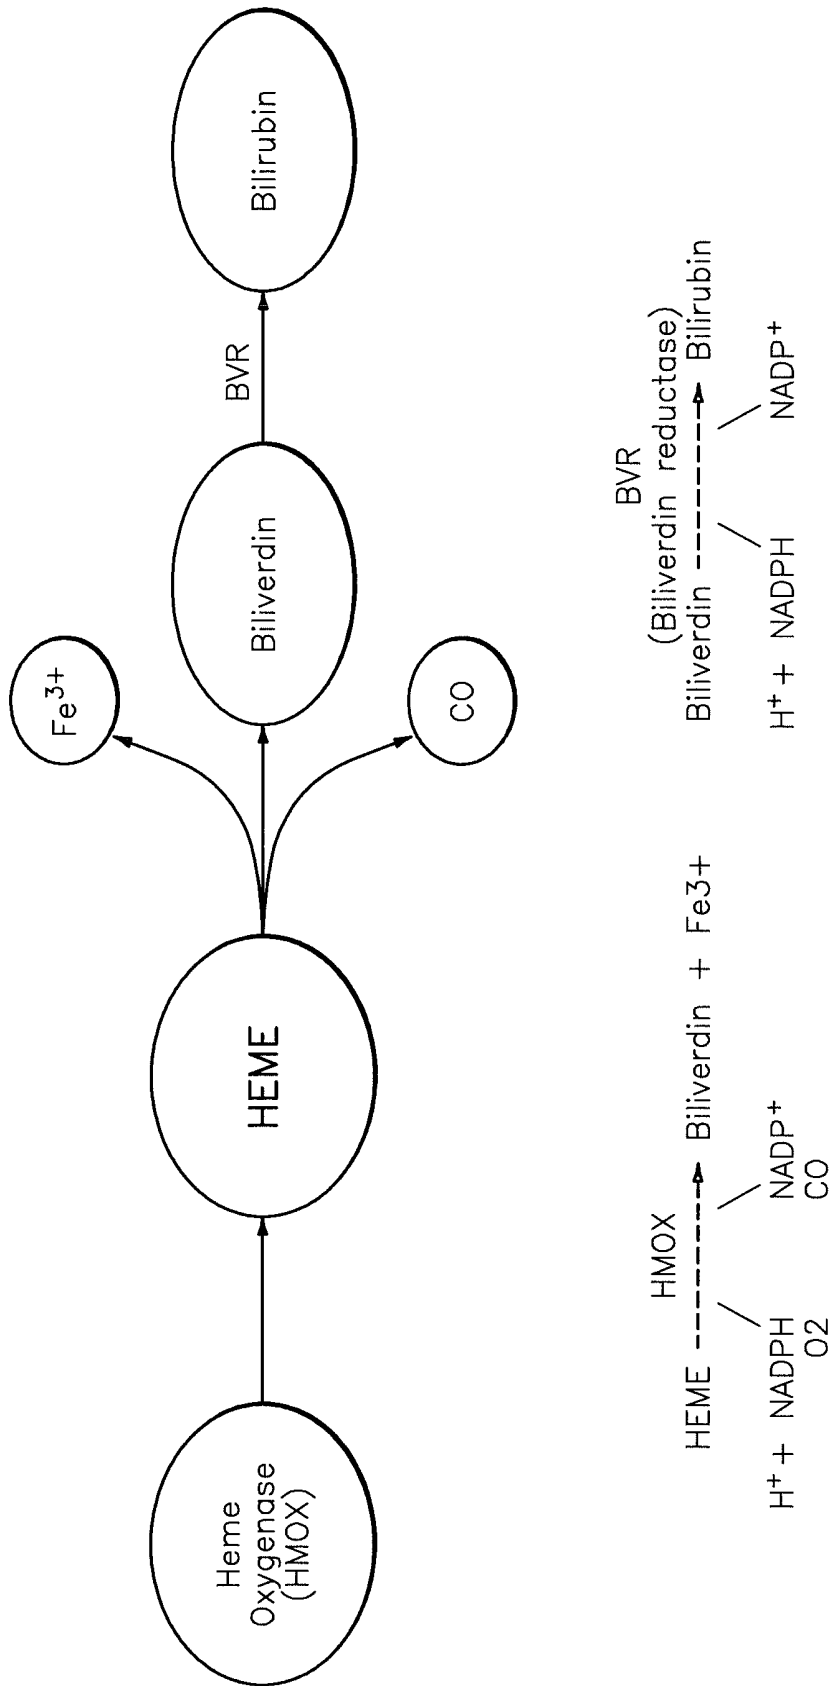 Heme
Oxygenase
(HMOX)
HEME
Fe3+
Biliverdin
CO
BVR
Bilirubin
HMOX
HEME Biliverdin + Fe3+
H+ + NADPH NADP+
O2 CO
BVR
(Biliverdin reductase)
Biliverdin Bilirubin
H+ + NADPH NADP+